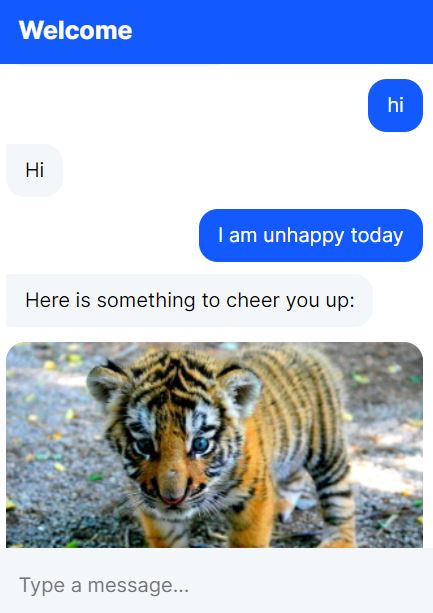 Welcome
hi
Hi
I am unhappy today
Here is something to cheer you up:
Type a message...